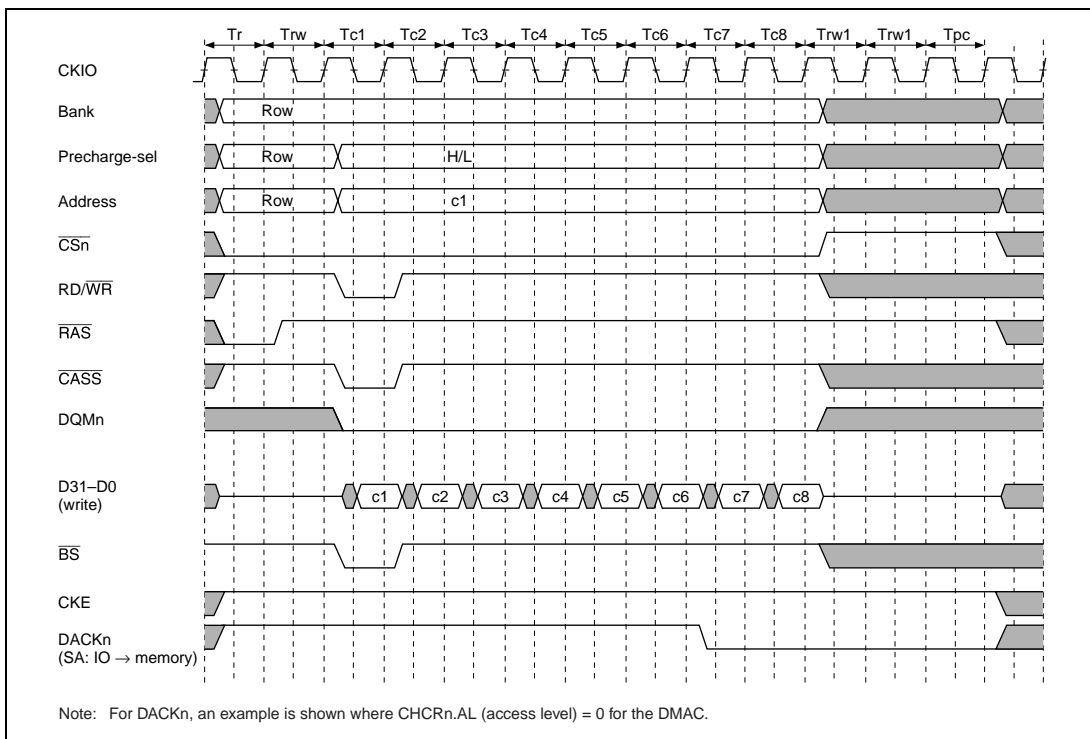 Tr Trw Tc1 Tc2 Tc3 Tc4 Tc5 Tc6 Tc7 Tc8 Trw1 Trw1 Tpc
CKIO
Bank Row
Precharge-sel Row H/L
Address Row c1
CSn
RD/WR
RAS
CASS
DQMn
D31–D0
(write)
c1 c2 c3 c4 c5 c6 c7 c8
BS
CKE
DACKn
(SA: IO → memory)
Note: For DACKn, an example is shown where CHCRn.AL (access level) = 0 for the DMAC.